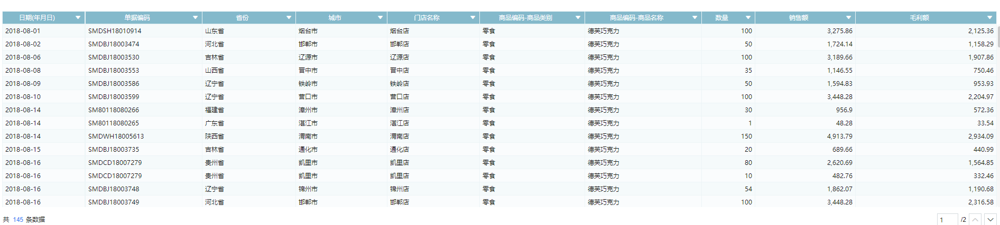 日期(年月日) 单据编码 省份 城市 门店名称 商品编码-商品类别 商品编码-商品名称 数量 销售额 毛利额
2018-08-01 SMDSH18010914 山东省 烟台市 烟台店 零食 德芙巧克力 100 3,275.86 2,125.36
2018-08-02 SMDBJ18003474 河北省 邯郸市 邯郸店 零食 德芙巧克力 50 1,724.14 1,158.29
2018-08-06 SMDBJ18003530 吉林省 辽源市 辽源店 零食 德芙巧克力 100 3,189.66 1,907.86
2018-08-08 SMDBJ18003553 山西省 晋中市 晋中店 零食 德芙巧克力 35 1,146.55 750.46
2018-08-09 SMDBJ18003586 辽宁省 铁岭市 铁岭店 零食 德芙巧克力 50 1,594.83 953.93
2018-08-10 SMDBJ18003599 辽宁省 营口市 营口店 零食 德芙巧克力 100 3,448.28 2,204.97
2018-08-14 SM80118080266 福建省 漳州市 漳州店 零食 德芙巧克力 30 956.9 572.36
2018-08-14 SM80118080265 广东省 湛江市 湛江店 零食 德芙巧克力 1 48.28 33.54
2018-08-14 SMDWH18005613 陕西省 渭南市 渭南店 零食 德芙巧克力 150 4,913.79 2,934.09
2018-08-15 SMDBJ18003735 吉林省 通化市 通化店 零食 德芙巧克力 20 689.66 440.99
2018-08-16 SMDCD18007279 贵州省 凯里市 凯里店 零食 德芙巧克力 80 2,620.69 1,564.85
2018-08-16 SMDCD18007279 贵州省 凯里市 凯里店 零食 德芙巧克力 10 482.76 332.46
2018-08-16 SMDBJ18003748 辽宁省 锦州市 锦州店 零食 德芙巧克力 54 1,862.07 1,190.68
2018-08-16 SMDBJ18003749 河北省 邯郸市 邯郸店 零食 德芙巧克力 100 3,448.28 2,316.58
共 145 条数据 1 /2